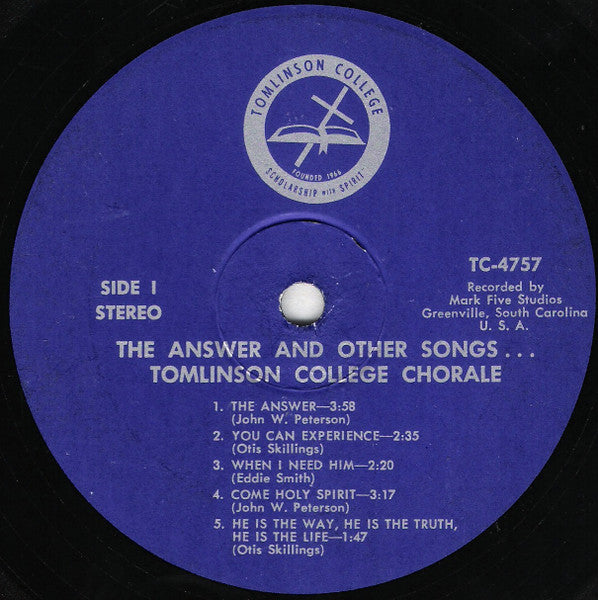 TOMLINSON COLLEGE
FOUNDED 1966
SCHOLARSHIP WITH SPIRIT
SIDE 1
STEREO
TC-4757
Recorded by
Mark Five Studios
Greenville, South Carolina
U. S. A.
THE ANSWER AND OTHER SONGS...
TOMLINSON COLLEGE CHORALE
1. THE ANSWER—3:58
(John W. Peterson)
2. YOU CAN EXPERIENCE—2:35
(Otis Skillings)
3. WHEN I NEED HIM—2:20
(Eddie Smith)
4. COME HOLY SPIRIT—3:17
(John W. Peterson)
5. HE IS THE WAY, HE IS THE TRUTH,
HE IS THE LIFE—1:47
(Otis Skillings)